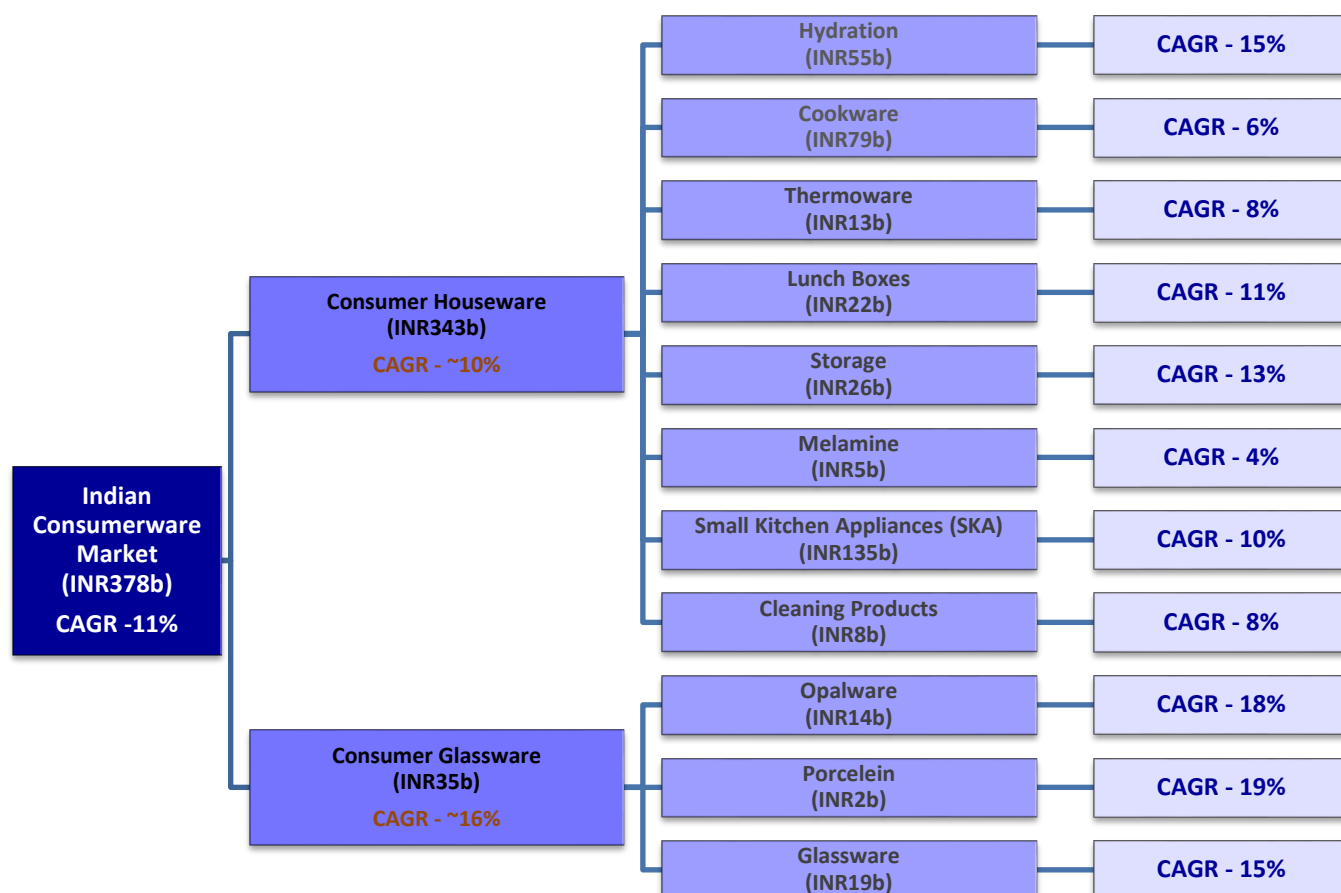 Indian
Consumerware
Market
(INR378b)
CAGR -11%
Consumer Houseware
(INR343b)
CAGR - ~10%
Hydration
(INR55b)
CAGR - 15%
Cookware
(INR79b)
CAGR - 6%
Thermoware
(INR13b)
CAGR - 8%
Lunch Boxes
(INR22b)
CAGR - 11%
Storage
(INR26b)
CAGR - 13%
Melamine
(INR5b)
CAGR - 4%
Small Kitchen Appliances (SKA)
(INR135b)
CAGR - 10%
Cleaning Products
(INR8b)
CAGR - 8%
Consumer Glassware
(INR35b)
CAGR - ~16%
Opalware
(INR14b)
CAGR - 18%
Porcelein
(INR2b)
CAGR - 19%
Glassware
(INR19b)
CAGR - 15%